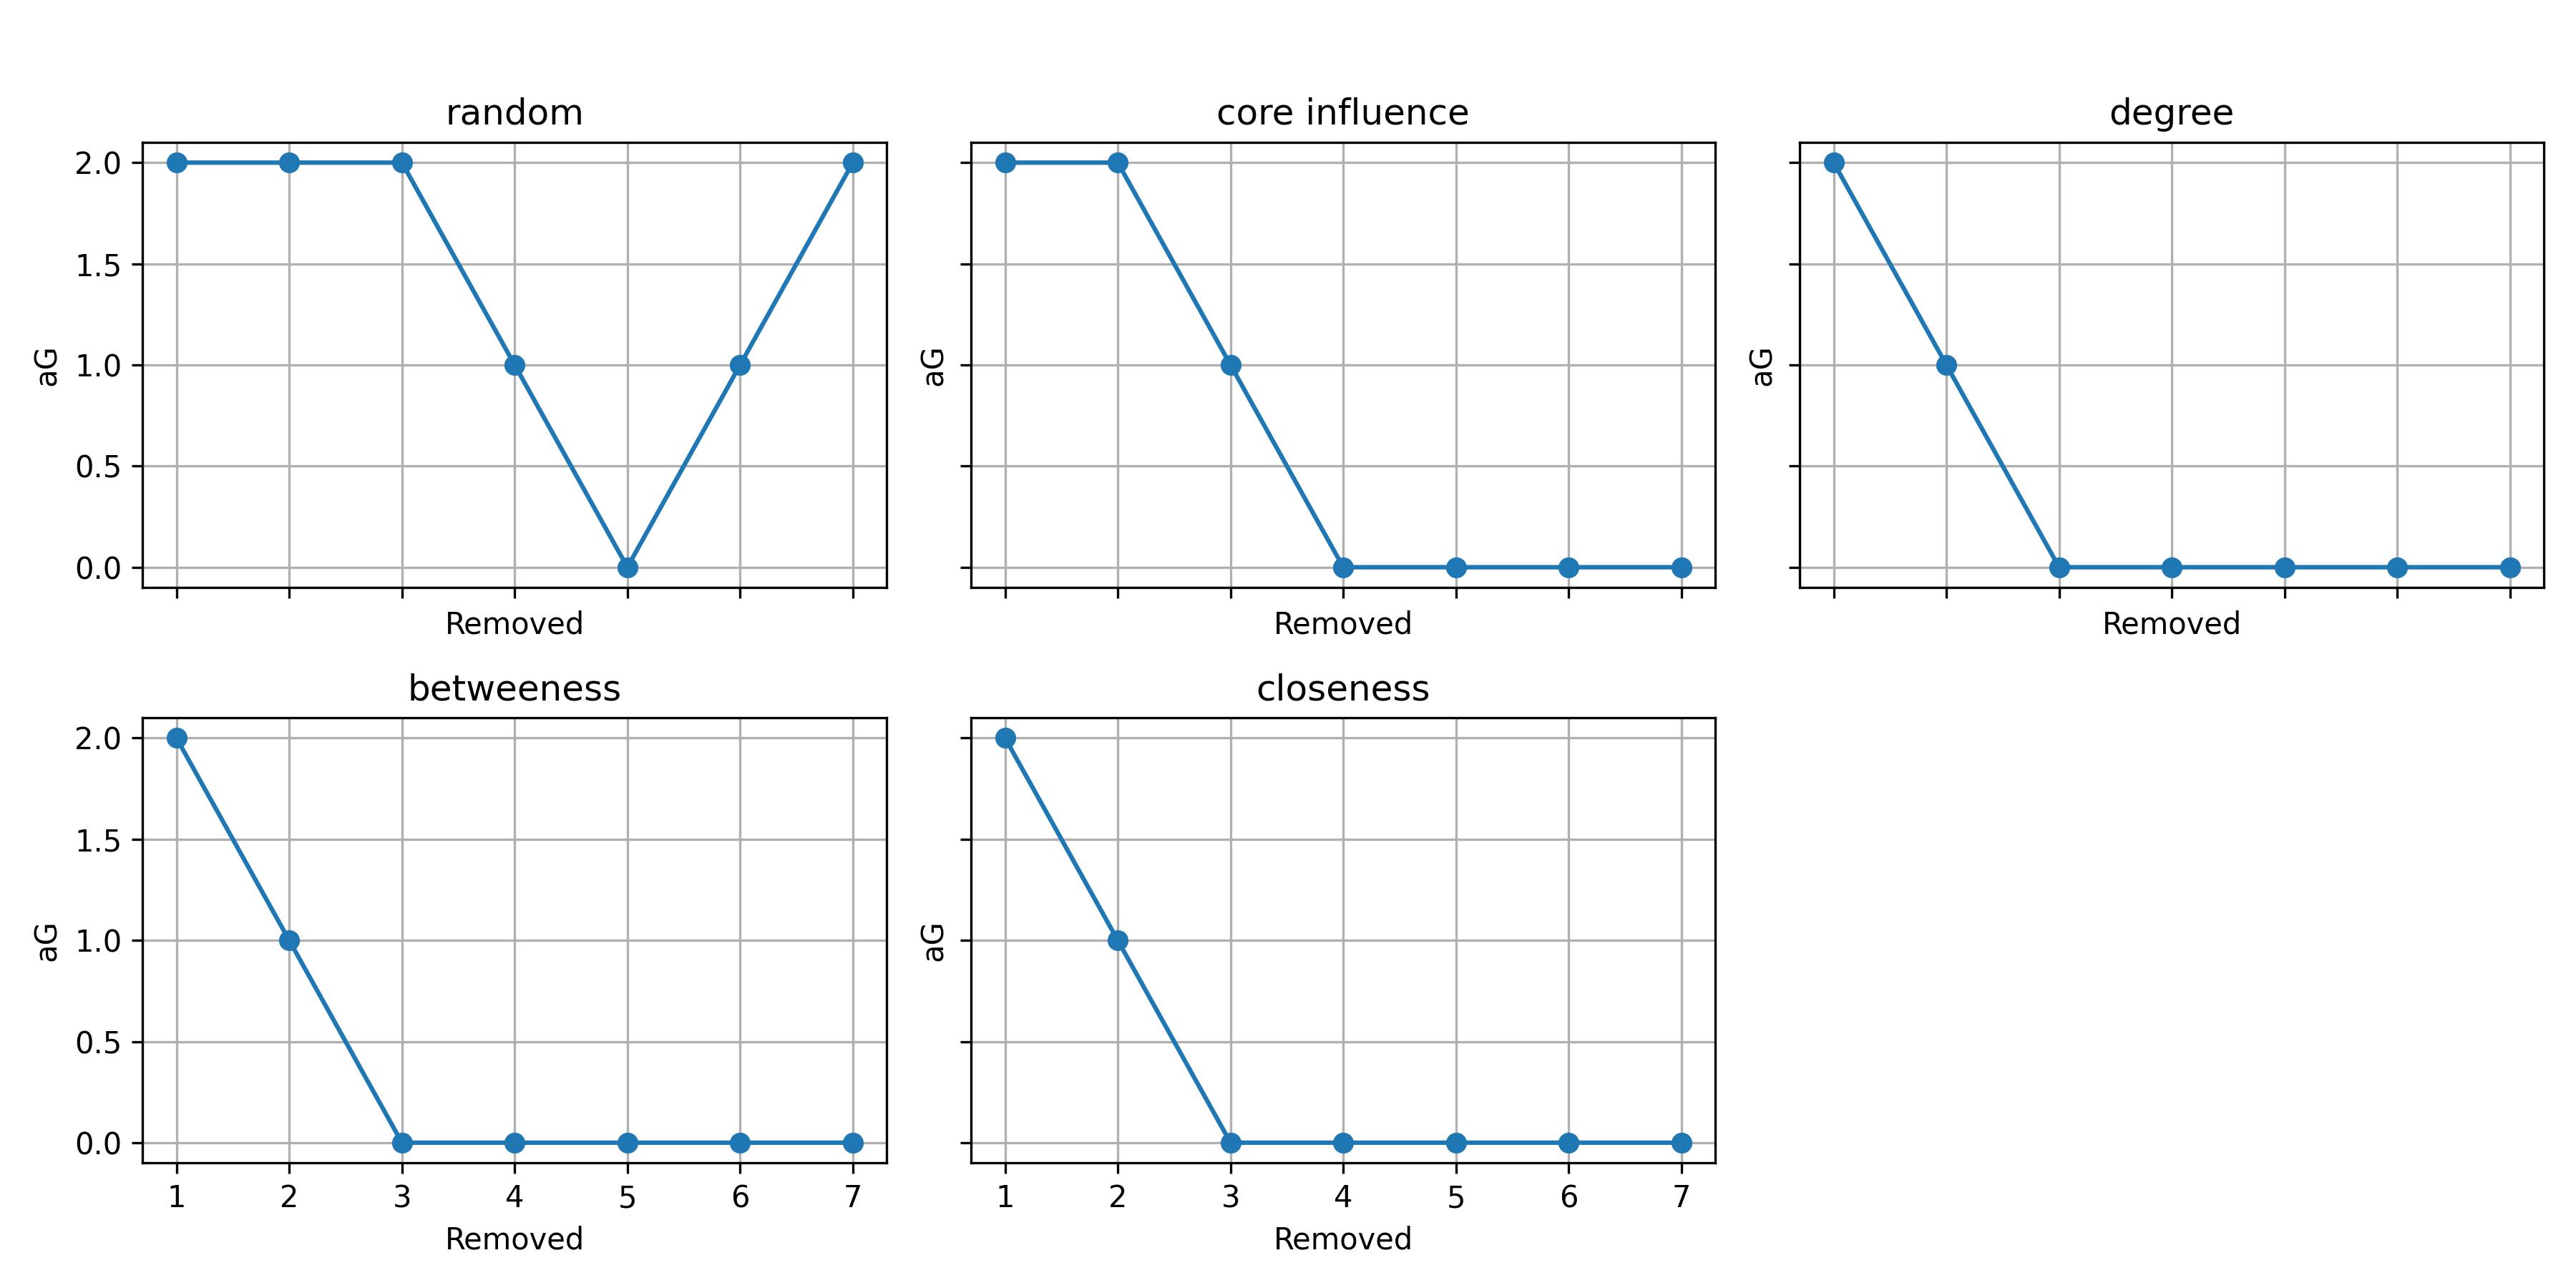 random
core influence
degree
aG
2.0
1.5
1.0
0.5
0.0
Removed
aG
Removed
aG
Removed
betweeness
closeness
aG
2.0
1.5
1.0
0.5
0.0
1 2 3 4 5 6 7
Removed
aG
1 2 3 4 5 6 7
Removed